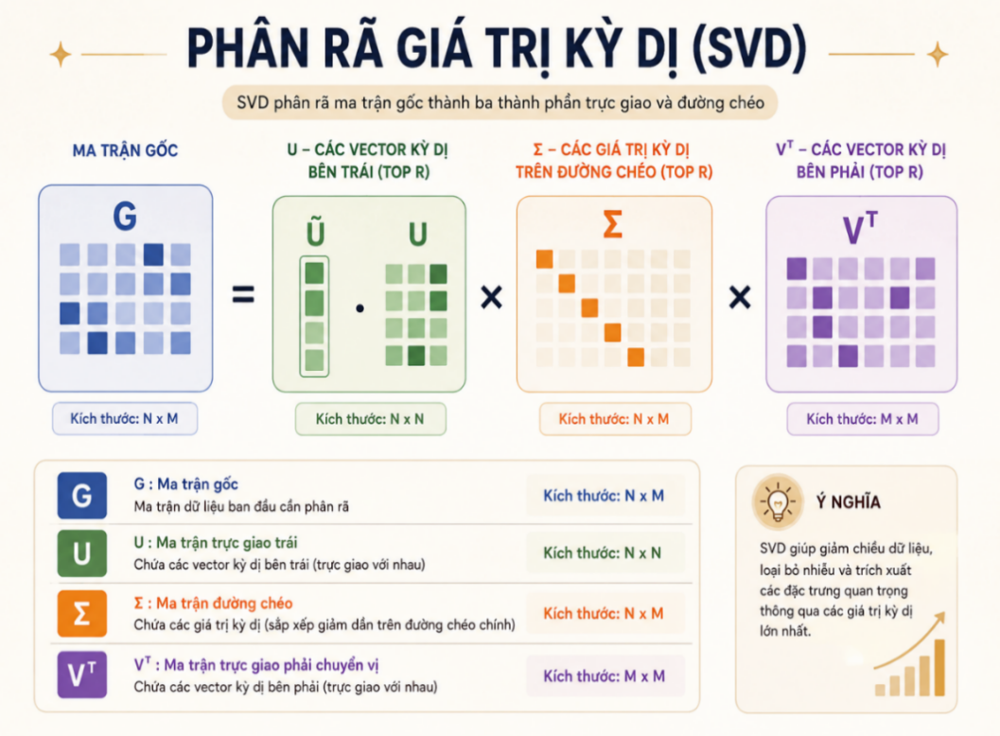 PHÂN RÃ GIÁ TRỊ KỲ DỊ (SVD)
SVD phân rã ma trận gốc thành ba thành phần trực giao và đường chéo
MA TRẬN GỐC
U – CÁC VECTOR KỲ DỊ
BÊN TRÁI (TOP R)
Σ – CÁC GIÁ TRỊ KỲ DỊ
TRÊN ĐƯỜNG CHÉO (TOP R)
Vᵀ – CÁC VECTOR KỲ DỊ
BÊN PHẢI (TOP R)
G
=
Ũ
.
U
×
Σ
×
Vᵀ
Kích thước: N x M
Kích thước: N x N
Kích thước: N x M
Kích thước: M x M
G
G : Ma trận gốc
Ma trận dữ liệu ban đầu cần phân rã
Kích thước: N x M
U
U : Ma trận trực giao trái
Chứa các vector kỳ dị bên trái (trực giao với nhau)
Kích thước: N x N
Σ
Σ : Ma trận đường chéo
Chứa các giá trị kỳ dị (sắp xếp giảm dần trên đường chéo chính)
Kích thước: N x M
Vᵀ
Vᵀ : Ma trận trực giao phải chuyển vị
Chứa các vector kỳ dị bên phải (trực giao với nhau)
Kích thước: M x M
Ý NGHĨA
SVD giúp giảm chiều dữ liệu,
loại bỏ nhiễu và trích xuất
các đặc trưng quan trọng
thông qua các giá trị kỳ dị
lớn nhất.